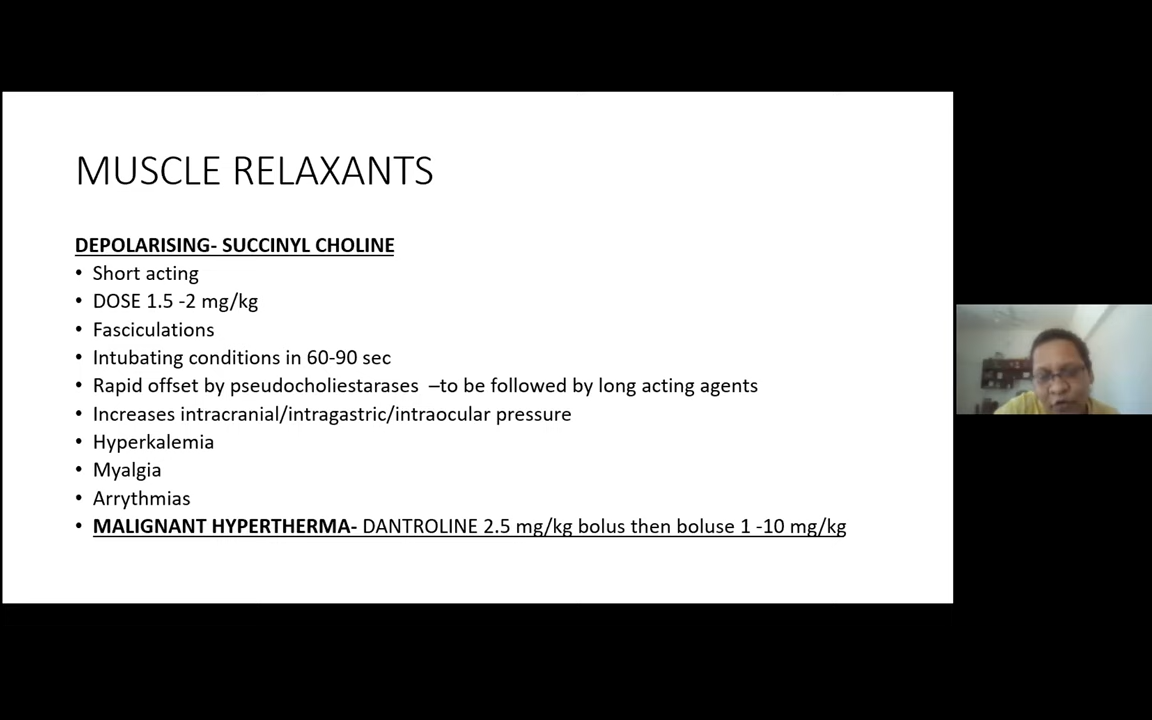 MUSCLE RELAXANTS
DEPOLARISING- SUCCINYL CHOLINE
• Short acting
• DOSE 1.5 -2 mg/kg
• Fasciculations
• Intubating conditions in 60-90 sec
• Rapid offset by pseudocholiestarases –to be followed by long acting agents
• Increases intracranial/intragastric/intraocular pressure
• Hyperkalemia
• Myalgia
• Arrythmias
• MALIGNANT HYPERTHERMA- DANTROLINE 2.5 mg/kg bolus then boluse 1 -10 mg/kg